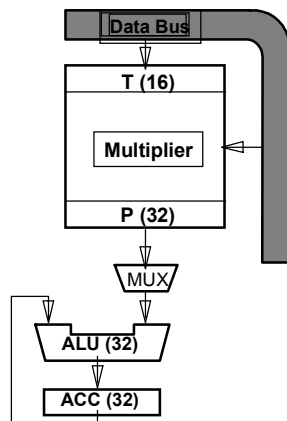 Data Bus
T (16)
Multiplier
P (32)
MUX
ALU (32)
ACC (32)